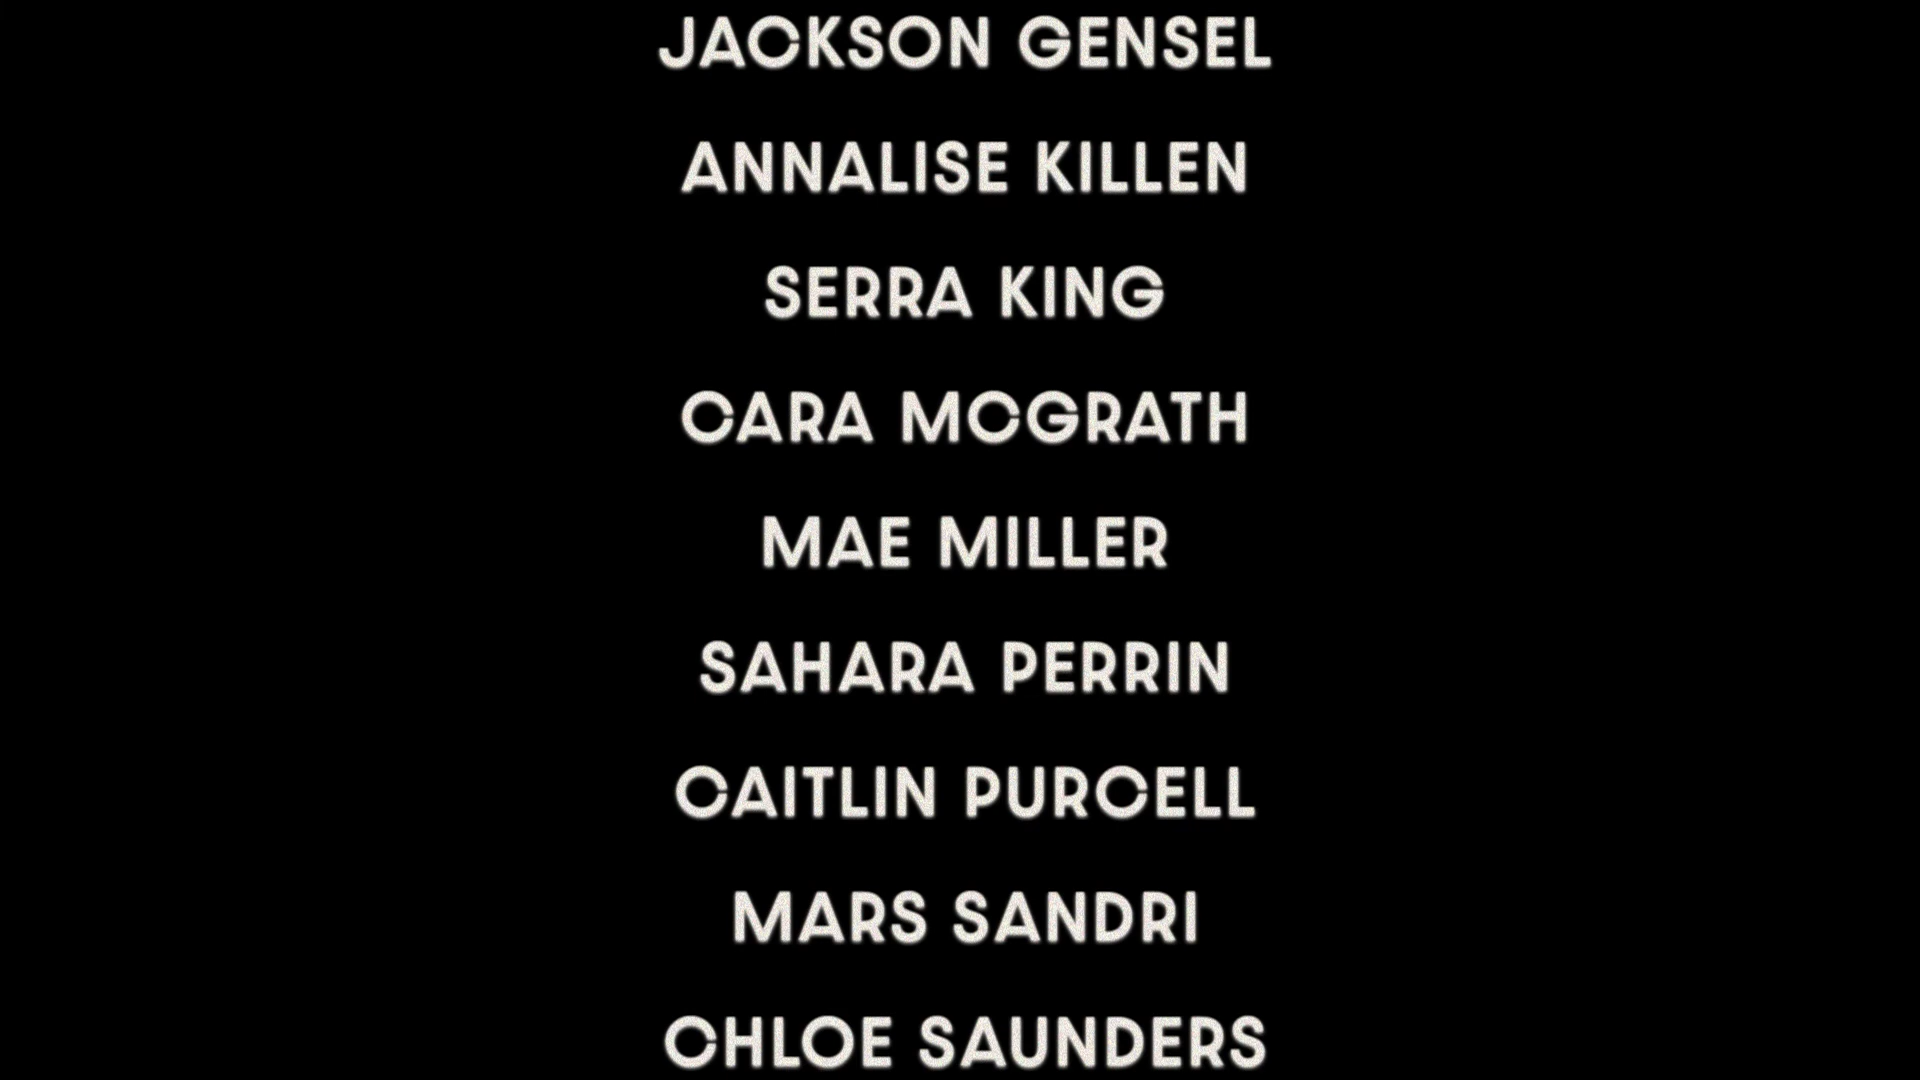 JACKSON GENSEL
ANNALISE KILLEN
SERRA KING
CARA MCGRATH
MAE MILLER
SAHARA PERRIN
CAITLIN PURCELL
MARS SANDRI
CHLOE SAUNDERS